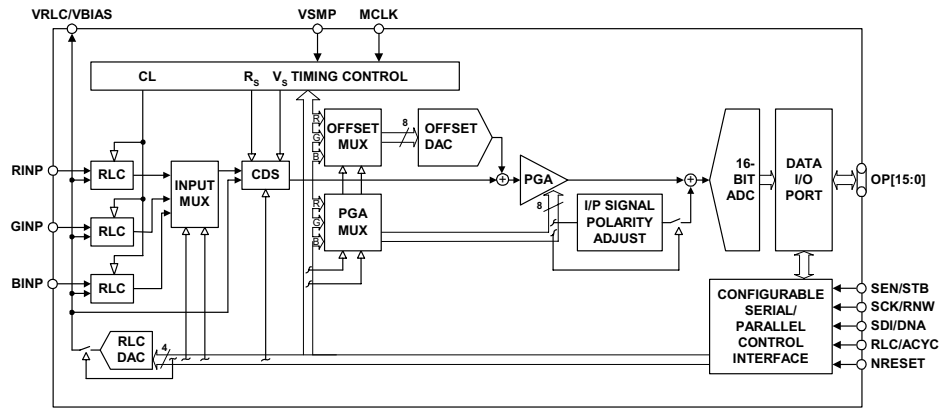 VRLC/VBIAS
VSMP
MCLK
CL
RS
VS TIMING CONTROL
R
G
B
OFFSET
MUX
8
OFFSET
DAC
RINP
RLC
INPUT
MUX
CDS
PGA
8
16-
BIT
ADC
DATA
I/O
PORT
OP[15:0]
GINP
RLC
R
G
B
PGA
MUX
I/P SIGNAL
POLARITY
ADJUST
BINP
RLC
CONFIGURABLE
SERIAL/
PARALLEL
CONTROL
INTERFACE
SEN/STB
SCK/RNW
SDI/DNA
RLC/ACYC
NRESET
RLC
DAC
4